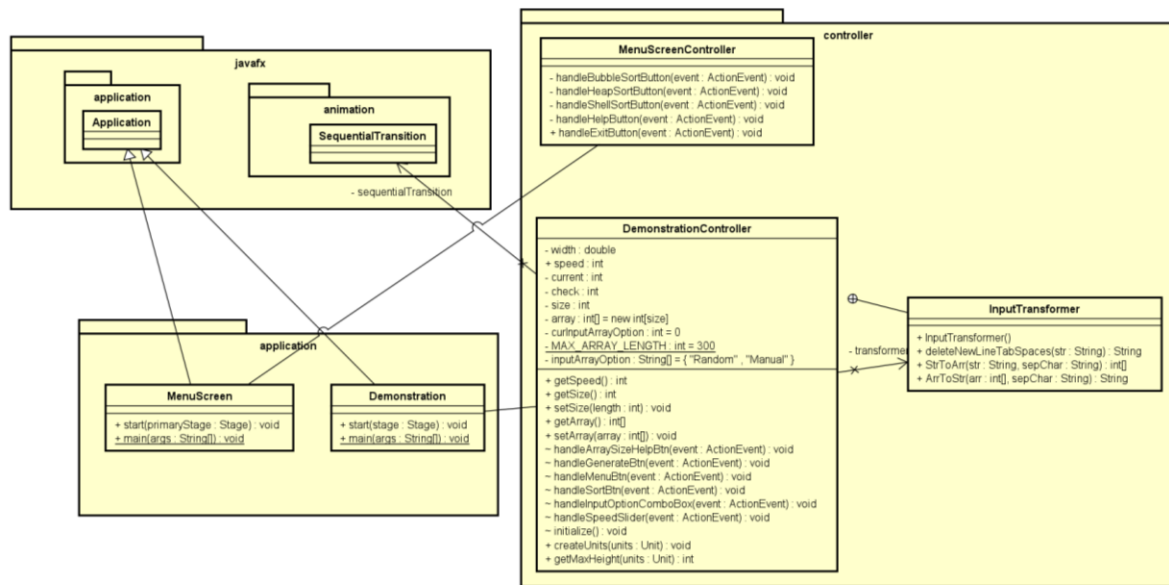 javafx
application
Application
animation
SequentialTransition
- sequentialTransition
application
MenuScreen
+ start(primaryStage : Stage) : void
+ main(args : String[]) : void
Demonstration
+ start(stage : Stage) : void
+ main(args : String[]) : void
controller
MenuScreenController
- handleBubbleSortButton(event : ActionEvent) : void
- handleHeapSortButton(event : ActionEvent) : void
- handleShellSortButton(event : ActionEvent) : void
- handleHelpButton(event : ActionEvent) : void
+ handleExitButton(event : ActionEvent) : void
DemonstrationController
- width : double
+ speed : int
- current : int
- check : int
- size : int
- array : int[] = new int[size]
- curInputArrayOption : int = 0
- MAX_ARRAY_LENGTH : int = 300
- inputArrayOption : String[] = { "Random" , "Manual" }
+ getSpeed() : int
+ getSize() : int
+ setSize(length : int) : void
+ getArray() : int[]
+ setArray(array : int[]) : void
~ handleArraySizeHelpBtn(event : ActionEvent) : void
~ handleGenerateBtn(event : ActionEvent) : void
~ handleMenuBtn(event : ActionEvent) : void
~ handleSortBtn(event : ActionEvent) : void
~ handleInputOptionComboBox(event : ActionEvent) : void
~ handleSpeedSlider(event : ActionEvent) : void
~ initialize() : void
+ createUnits(units : Unit) : void
+ getMaxHeight(units : Unit) : int
- transformer
InputTransformer
+ InputTransformer()
+ deleteNewLineTabSpaces(str : String) : String
+ StrToArr(str : String, sepChar : String) : int[]
+ ArrToStr(arr : int[], sepChar : String) : String